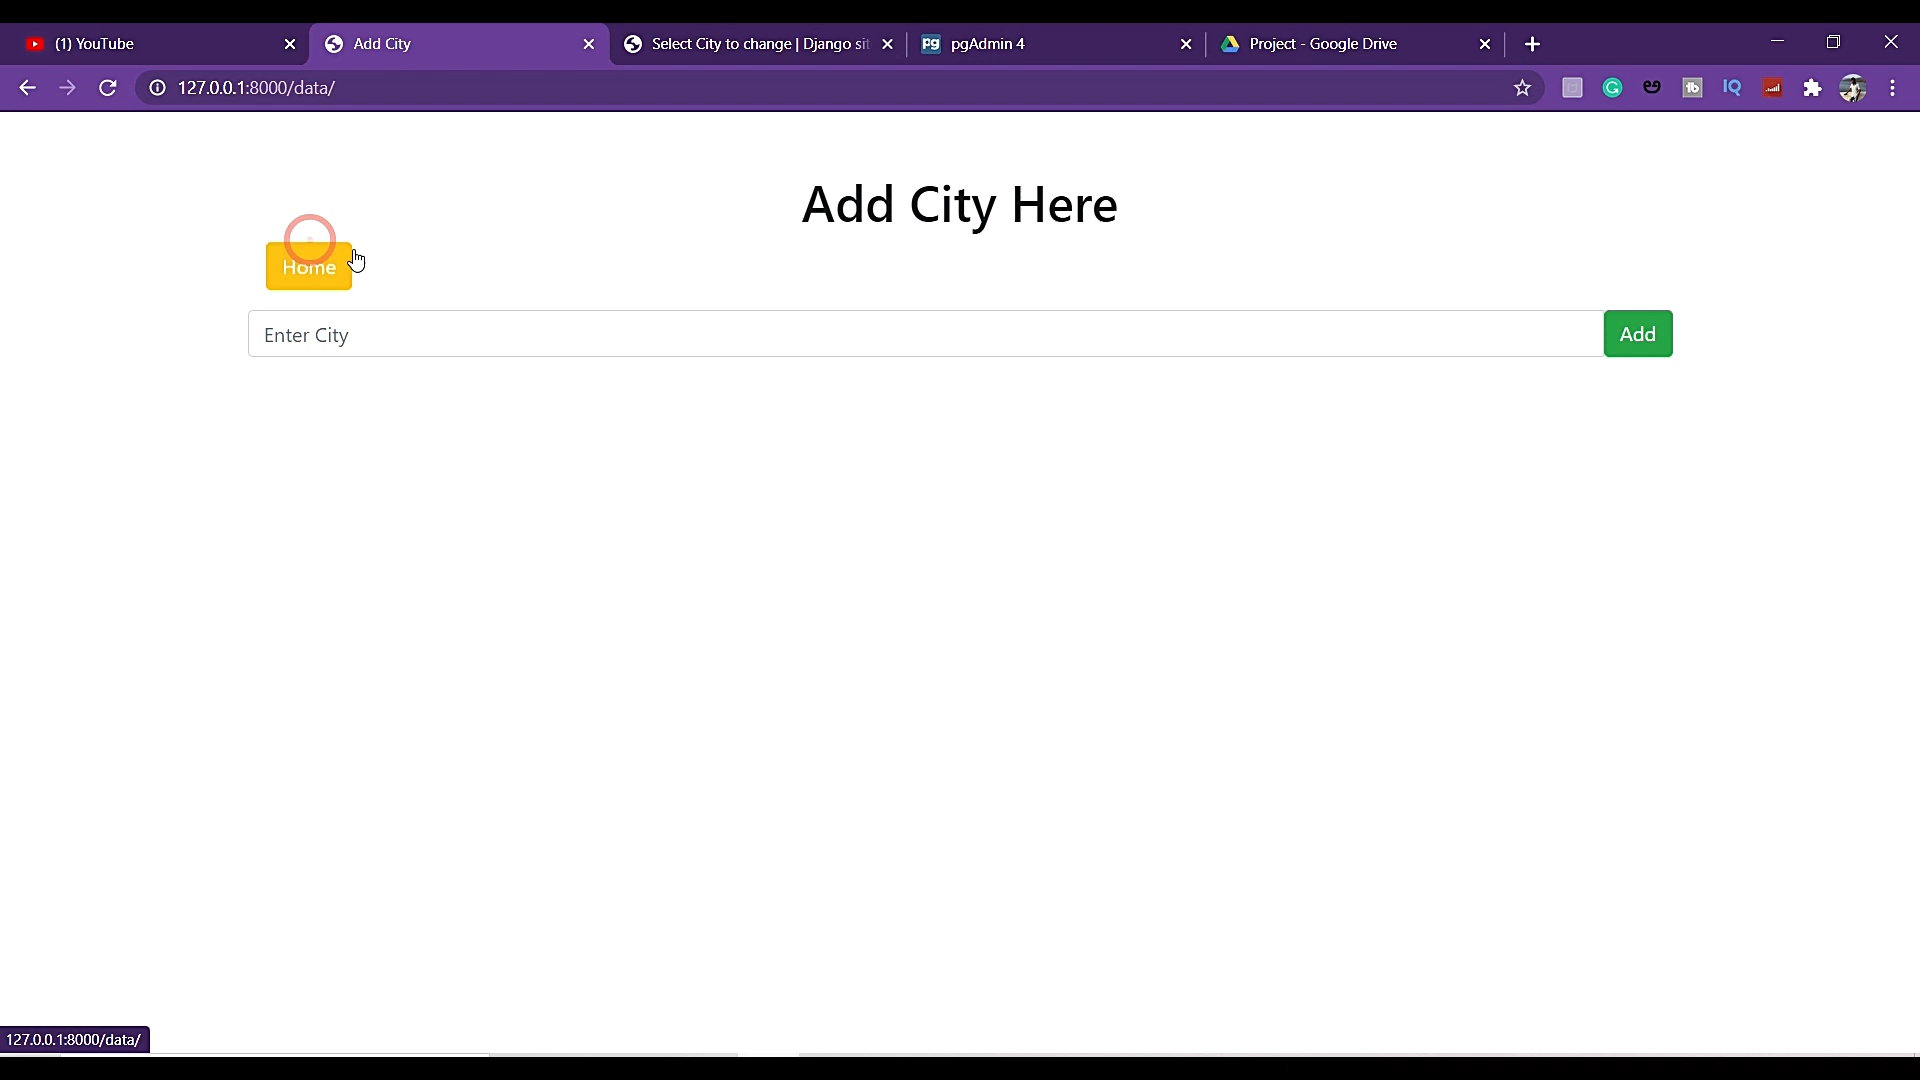 (1) YouTube
Add City
Select City to change | Django sit
pgAdmin 4
Project - Google Drive
127.0.0.1:8000/data/
Add City Here
Home
Enter City
Add
127.0.0.1:8000/data/